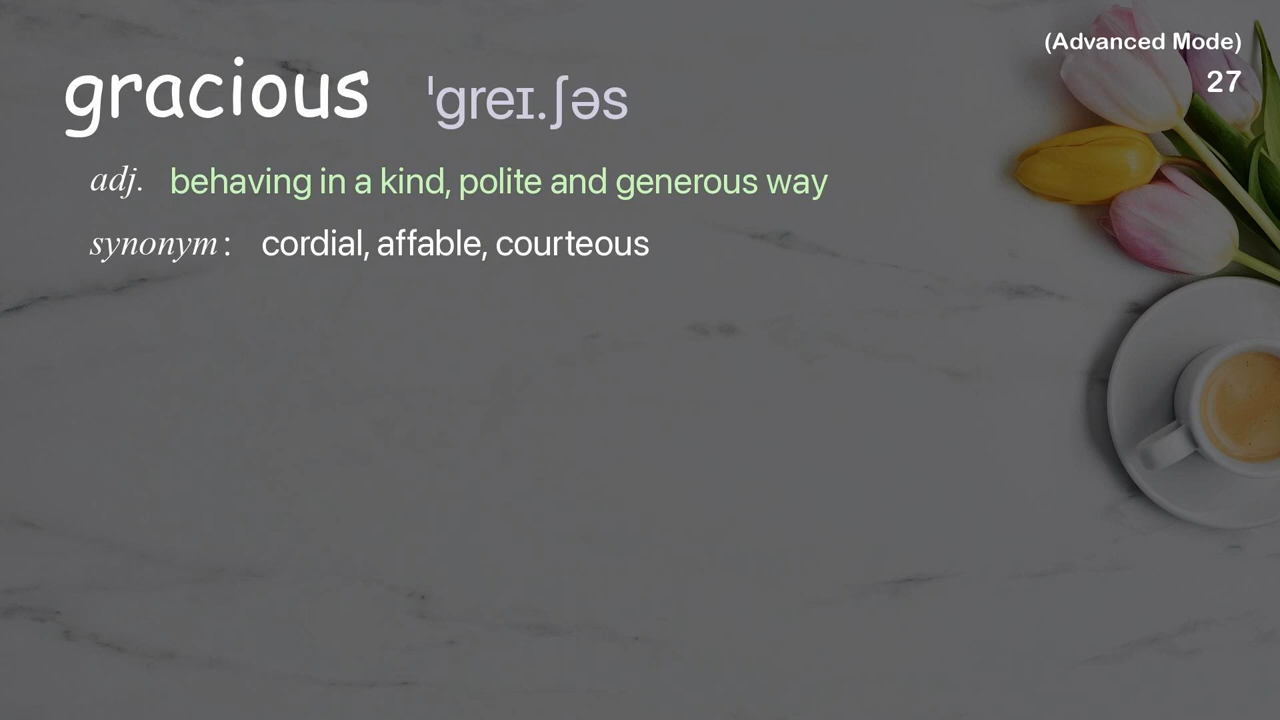 (Advanced Mode)
27
gracious ˈgreɪ.ʃəs
adj. behaving in a kind, polite and generous way
synonym: cordial, affable, courteous